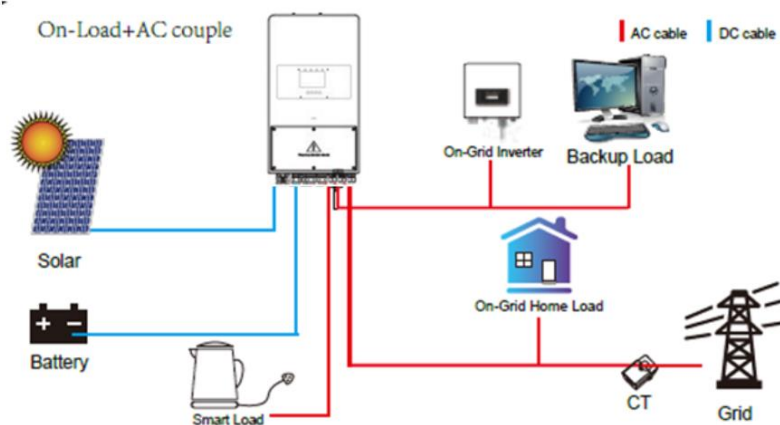 On-Load+AC couple
AC cable
DC cable
On-Grid Inverter
Backup Load
Solar
On-Grid Home Load
Battery
Smart Load
CT
Grid